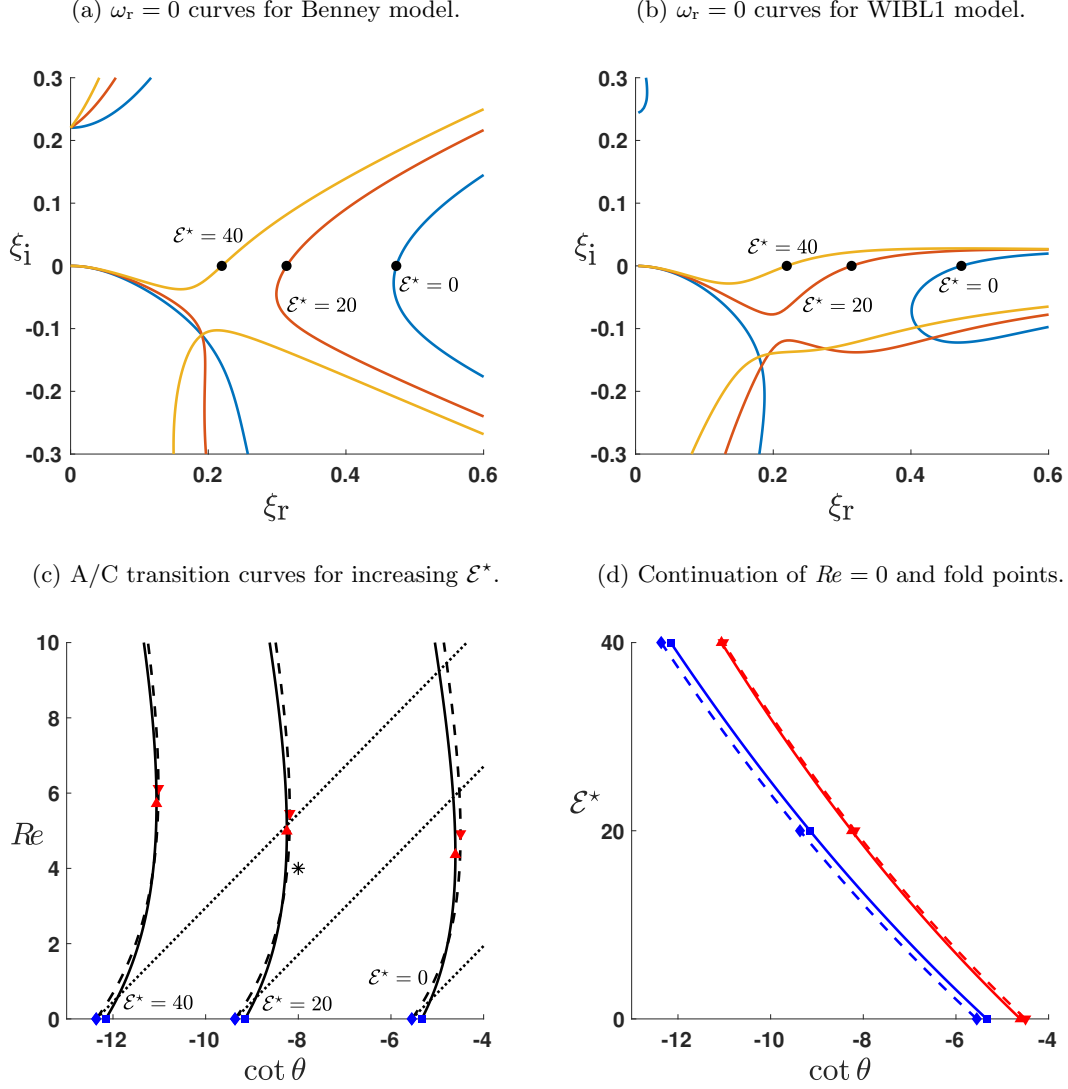 (a) ωr = 0 curves for Benney model.
(b) ωr = 0 curves for WIBL1 model.
0.3
0.2
0.1
0
-0.1
-0.2
-0.3
ξi
ℰ⋆ = 40
ℰ⋆ = 20
ℰ⋆ = 0
0
0.2
0.4
0.6
ξr
0.3
0.2
0.1
0
-0.1
-0.2
-0.3
ξi
ℰ⋆ = 40
ℰ⋆ = 20
ℰ⋆ = 0
0
0.2
0.4
0.6
ξr
(c) A/C transition curves for increasing ℰ⋆.
(d) Continuation of Re = 0 and fold points.
10
8
6
4
2
0
Re
ℰ⋆ = 40
ℰ⋆ = 20
ℰ⋆ = 0
-12
-10
-8
-6
-4
cot θ
40
20
0
ℰ⋆
-12
-10
-8
-6
-4
cot θ